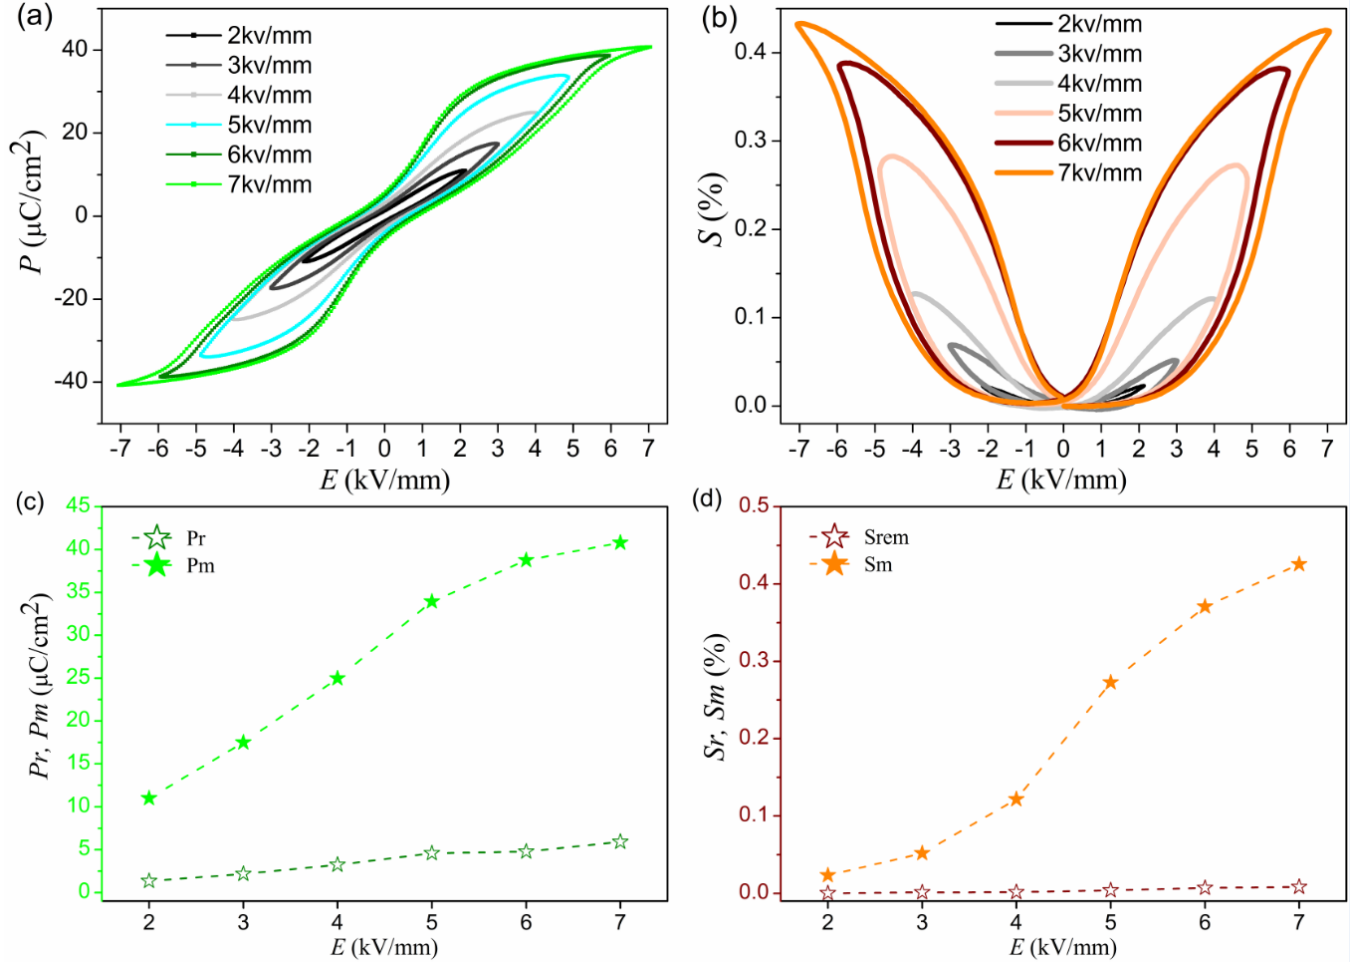 (a)
2kv/mm
3kv/mm
4kv/mm
5kv/mm
6kv/mm
7kv/mm
40
20
0
-20
-40
P (μC/cm²)
-7 -6 -5 -4 -3 -2 -1 0 1 2 3 4 5 6 7
E (kV/mm)
(b)
2kv/mm
3kv/mm
4kv/mm
5kv/mm
6kv/mm
7kv/mm
0.4
0.3
0.2
0.1
0.0
S (%)
-7 -6 -5 -4 -3 -2 -1 0 1 2 3 4 5 6 7
E (kV/mm)
(c)
Pr
Pm
45
40
35
30
25
20
15
10
5
0
Pr, Pm (μC/cm²)
2 3 4 5 6 7
E (kV/mm)
(d)
Srem
Sm
0.5
0.4
0.3
0.2
0.1
0.0
Sr, Sm (%)
2 3 4 5 6 7
E (kV/mm)